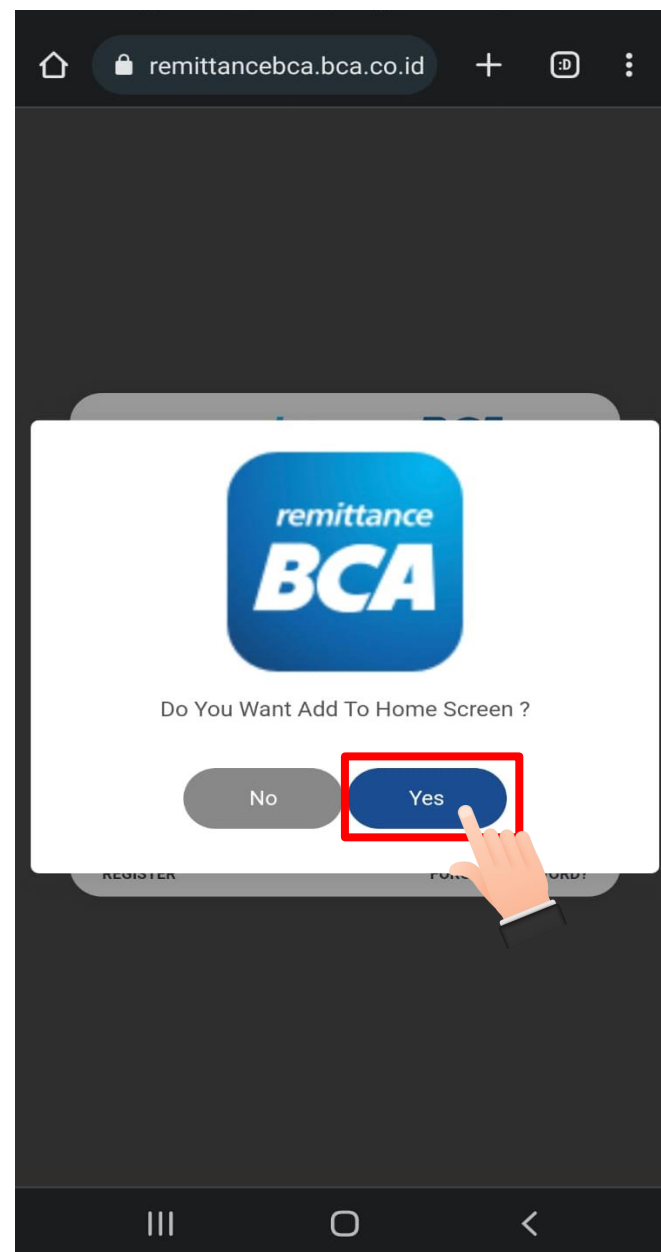 remittancebca.bca.co.id
:D
remittance
BCA
Do You Want Add To Home Screen ?
No
Yes
REGISTER